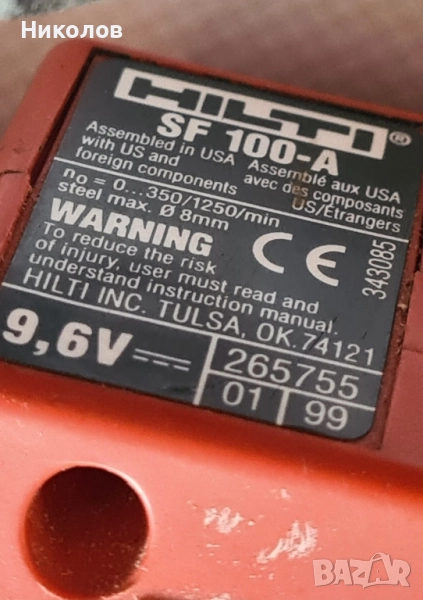 Николов
HILTI®
SF 100-A
Assembled in USA
with US and
foreign components
Assemblé aux USA
avec des composants
US/Etrangers
no = 0...350/1250/min
steel max. Ø 8mm
WARNING
To reduce the risk
of injury, user must read and
understand instruction manual.
HILTI INC. TULSA, OK.74121
CE
343085
9,6V
265755
01 99
BAZAR